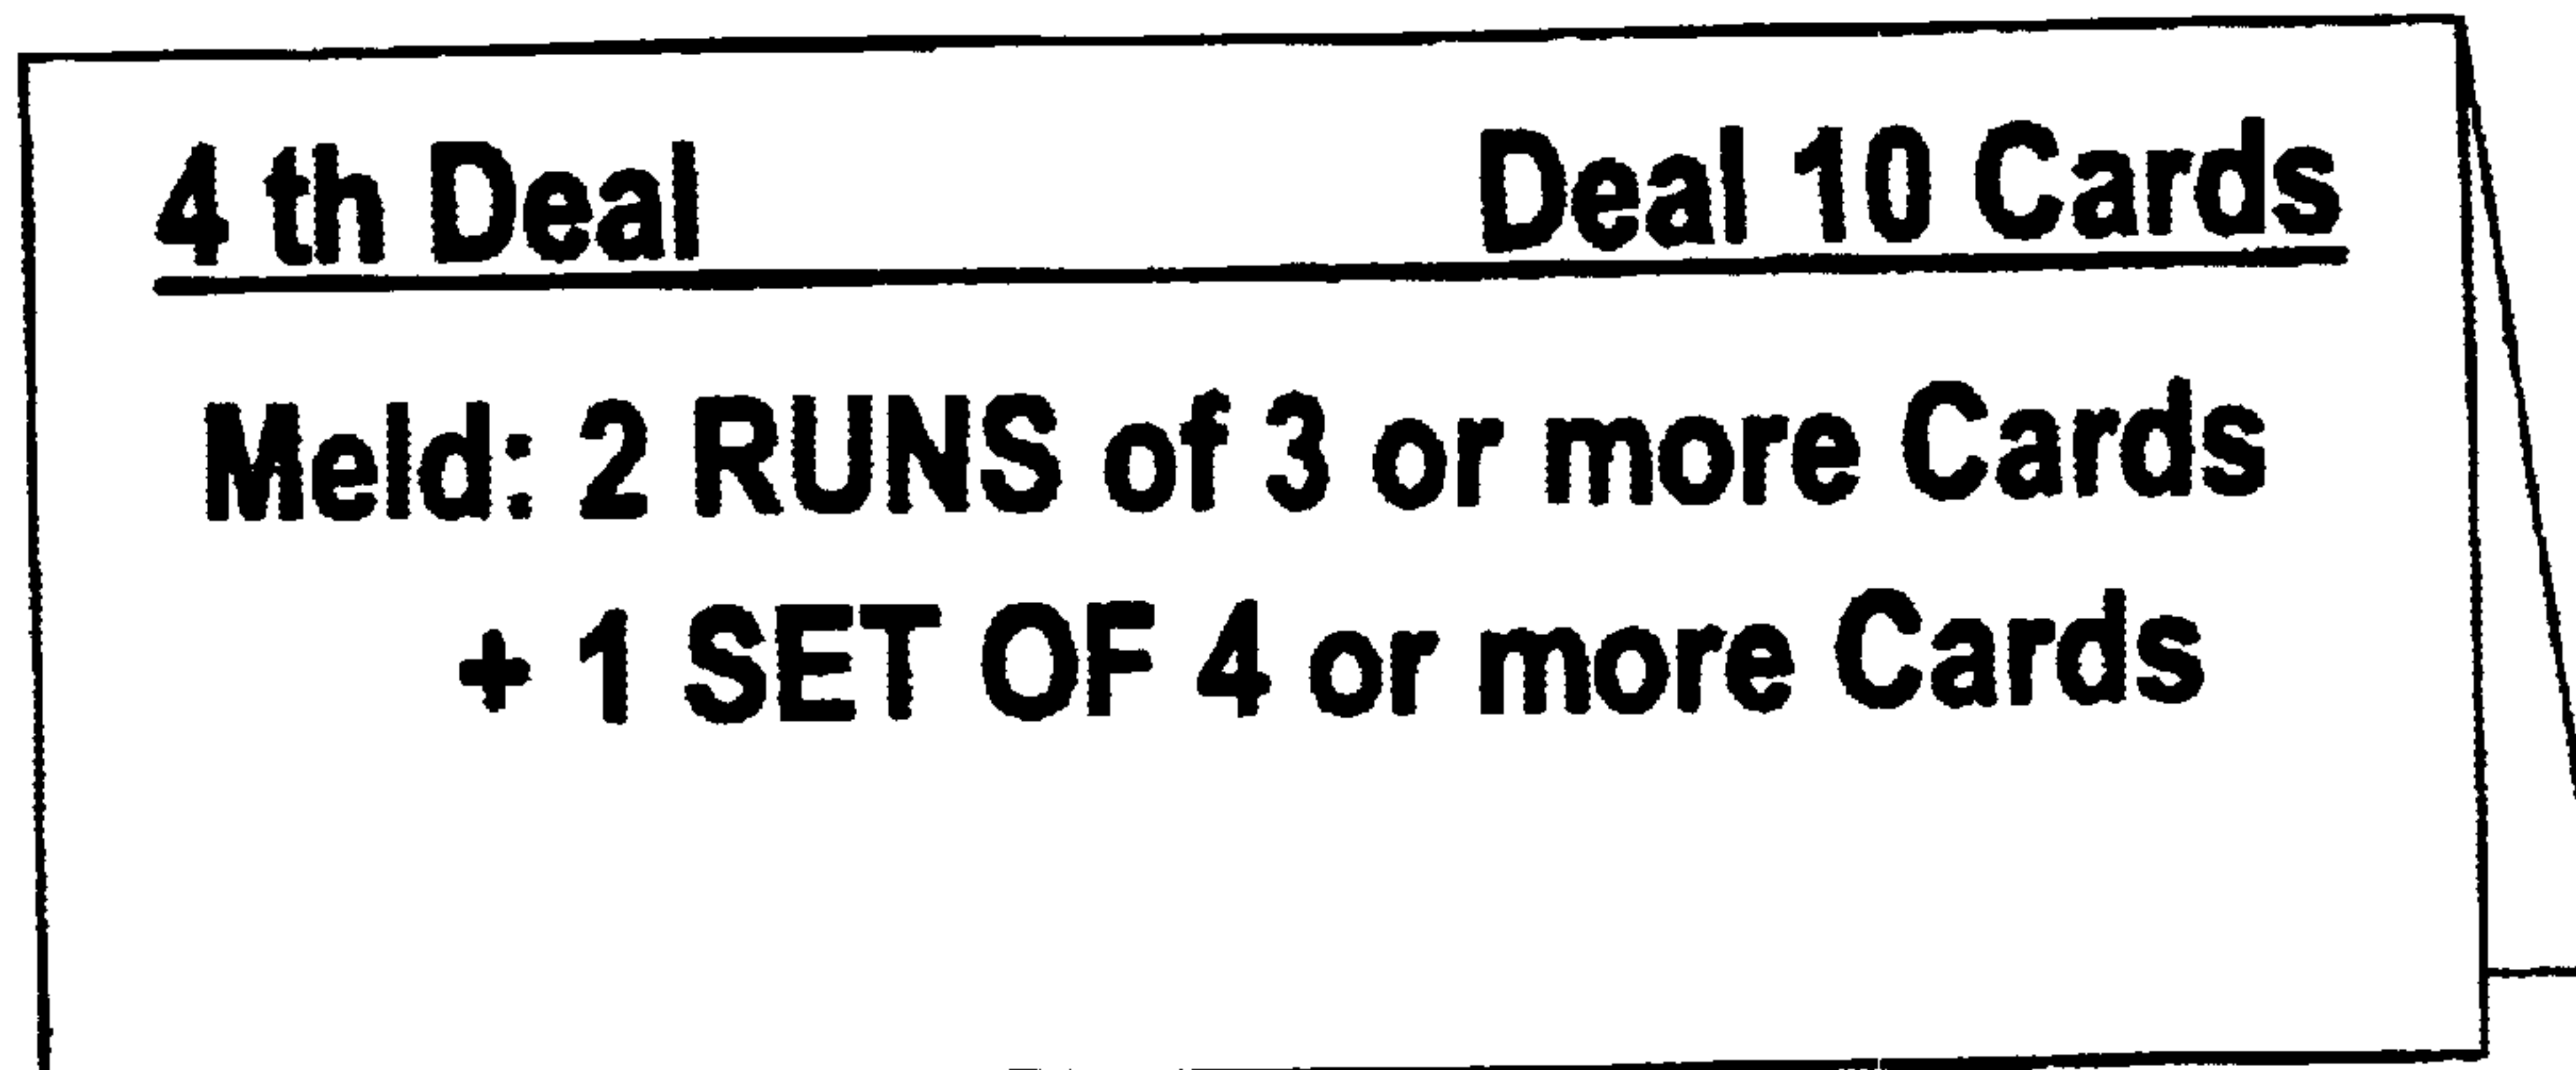 4 th Deal Deal 10 Cards
Meld: 2 RUNS of 3 or more Cards
+ 1 SET OF 4 or more Cards